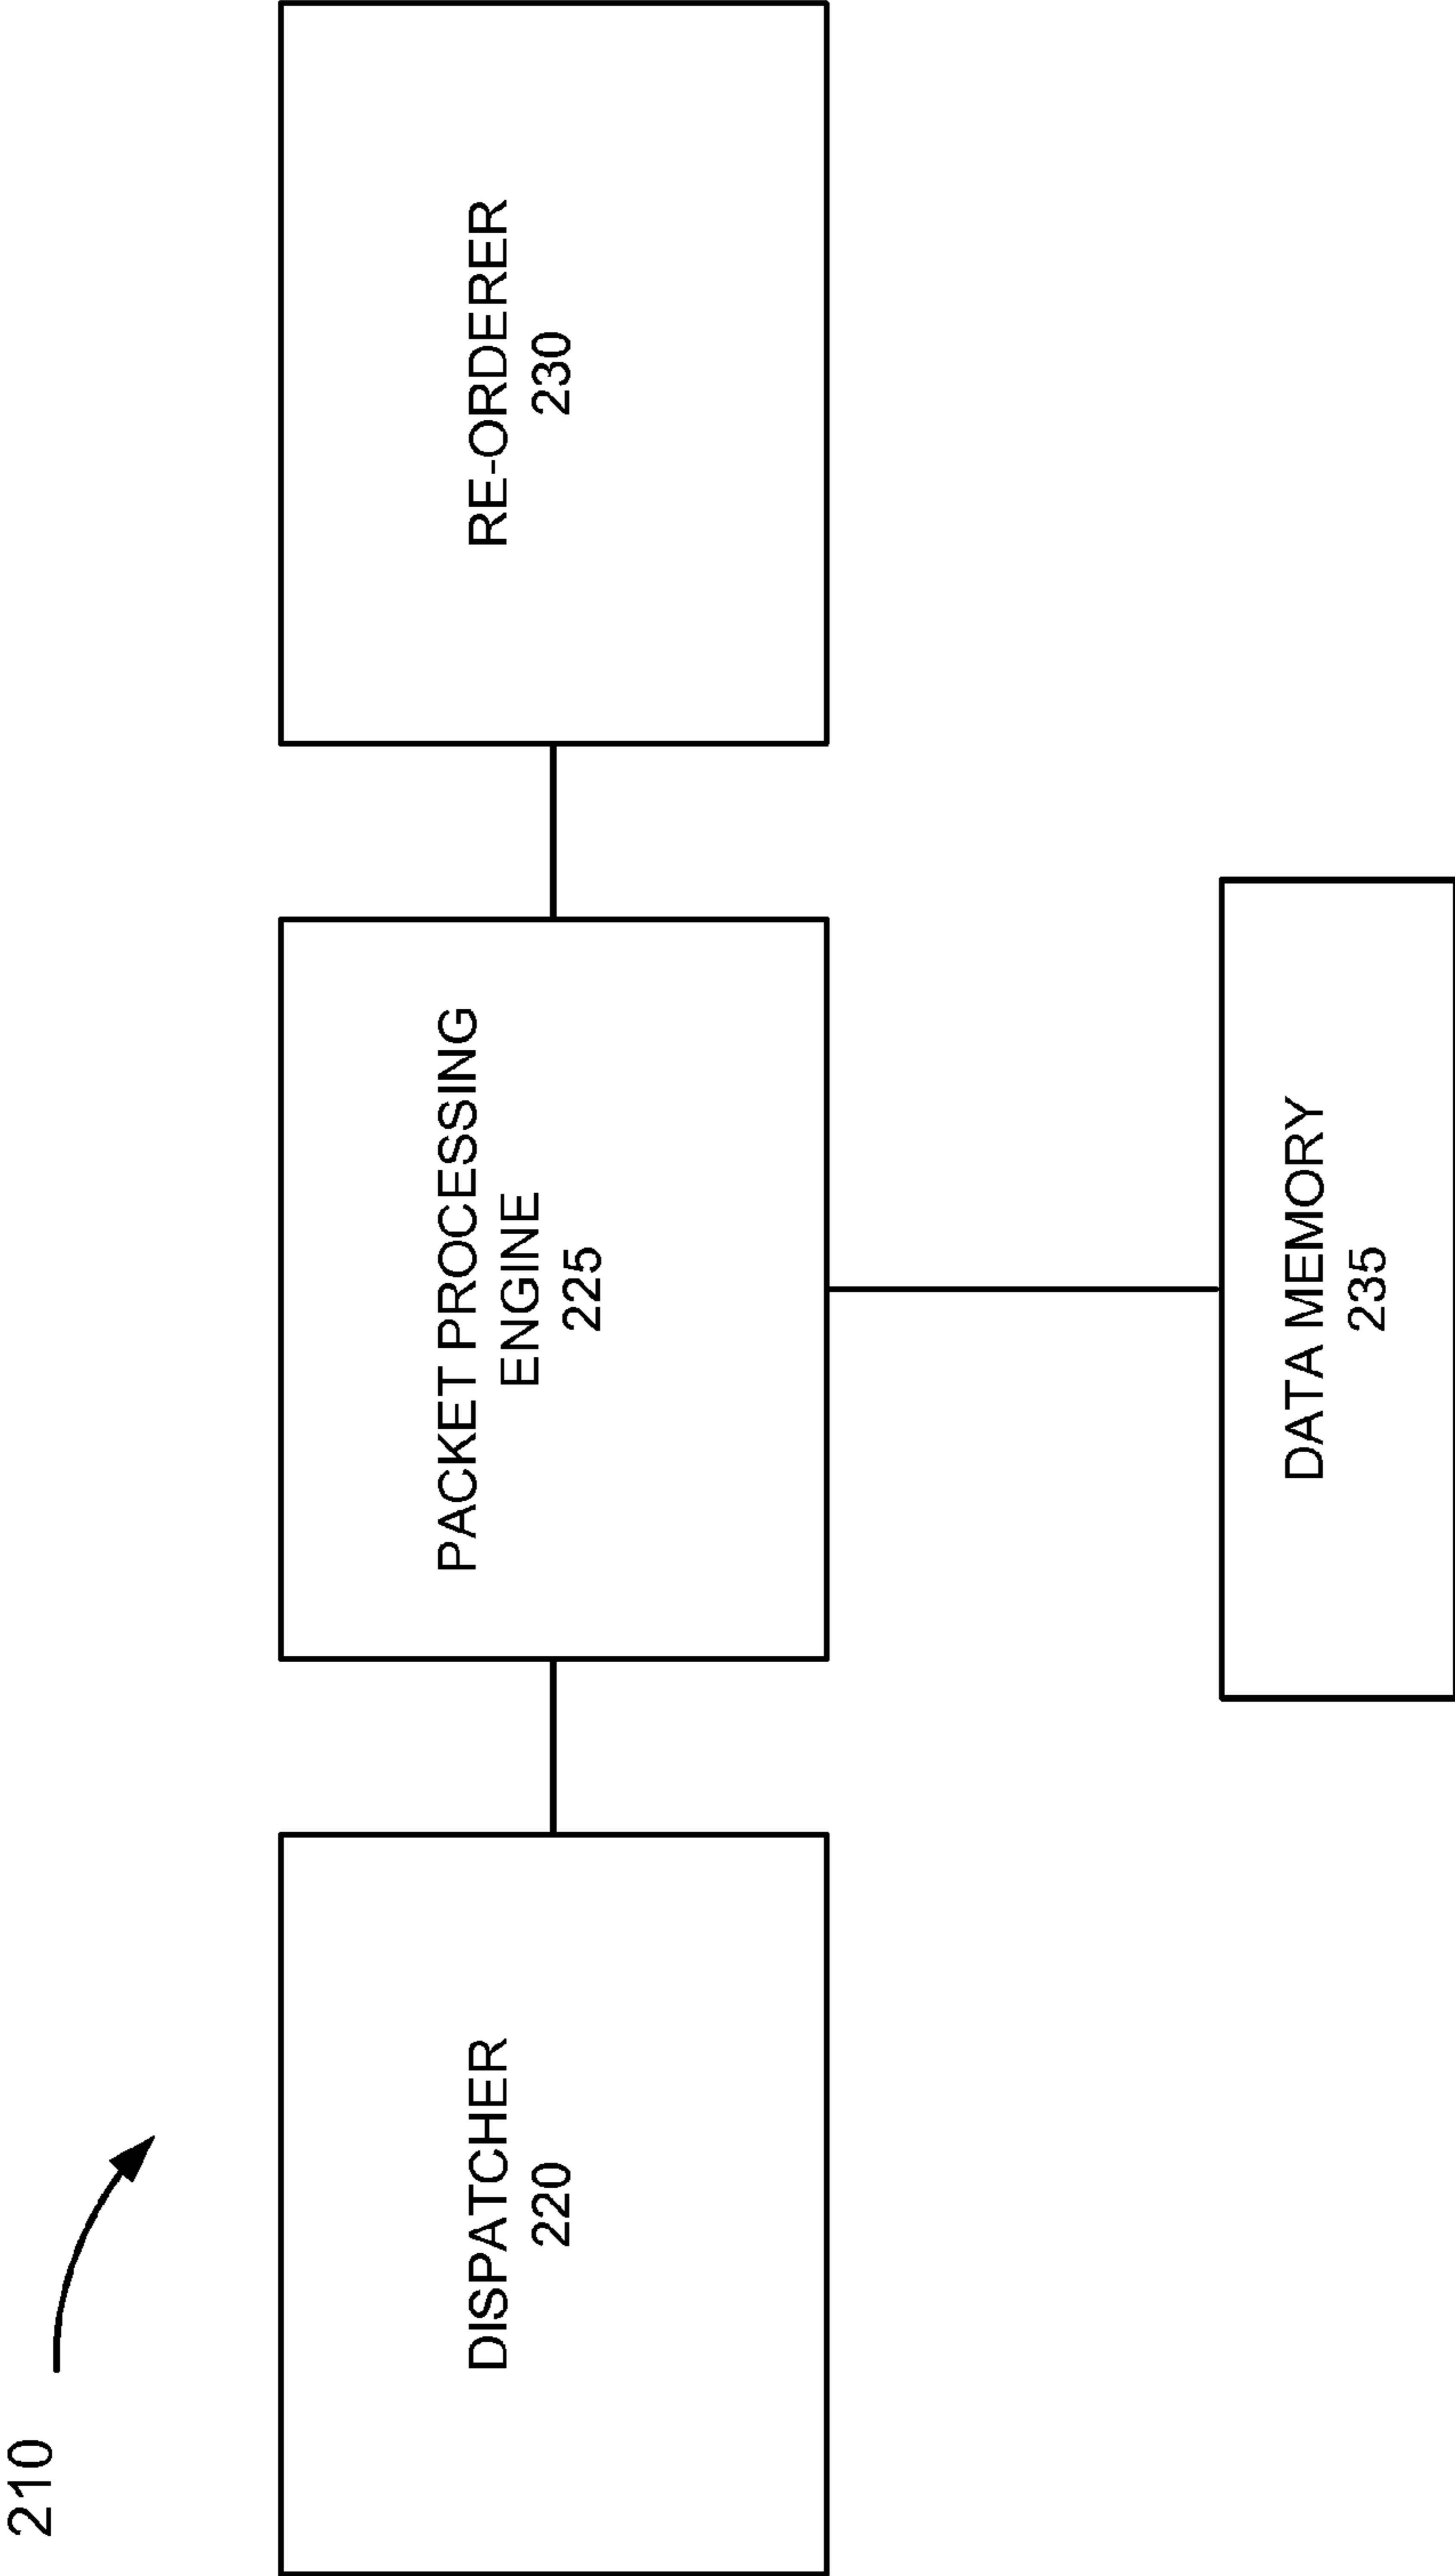 210
DISPATCHER
220
PACKET PROCESSING
ENGINE
225
RE-ORDERER
230
DATA MEMORY
235